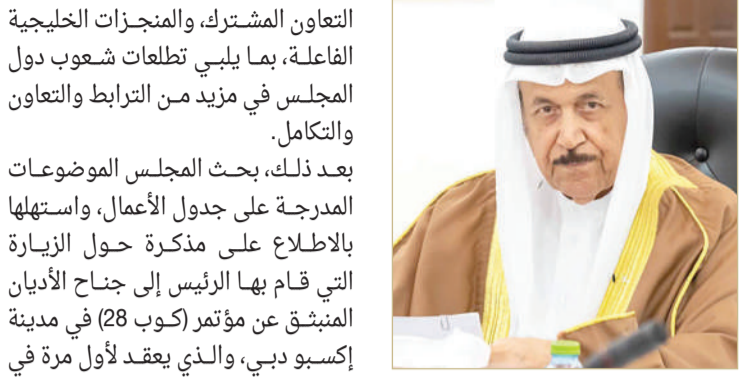 التعاون المشترك، والمنجزات الخليجية
الفاعلة، بما يلبي تطلعات شعوب دول
المجلس في مزيد من الترابط والتعاون
والتكامل.
بعد ذلك، بحث المجلس الموضوعات
المدرجة على جدول الأعمال، واستهلها
بالاطلاع على مذكرة حول الزيارة
التي قام بها الرئيس إلى جناح الأديان
المنبثق عن مؤتمر (كوب 28) في مدينة
إكسبو دبي، والذي يعقد لأول مرة في